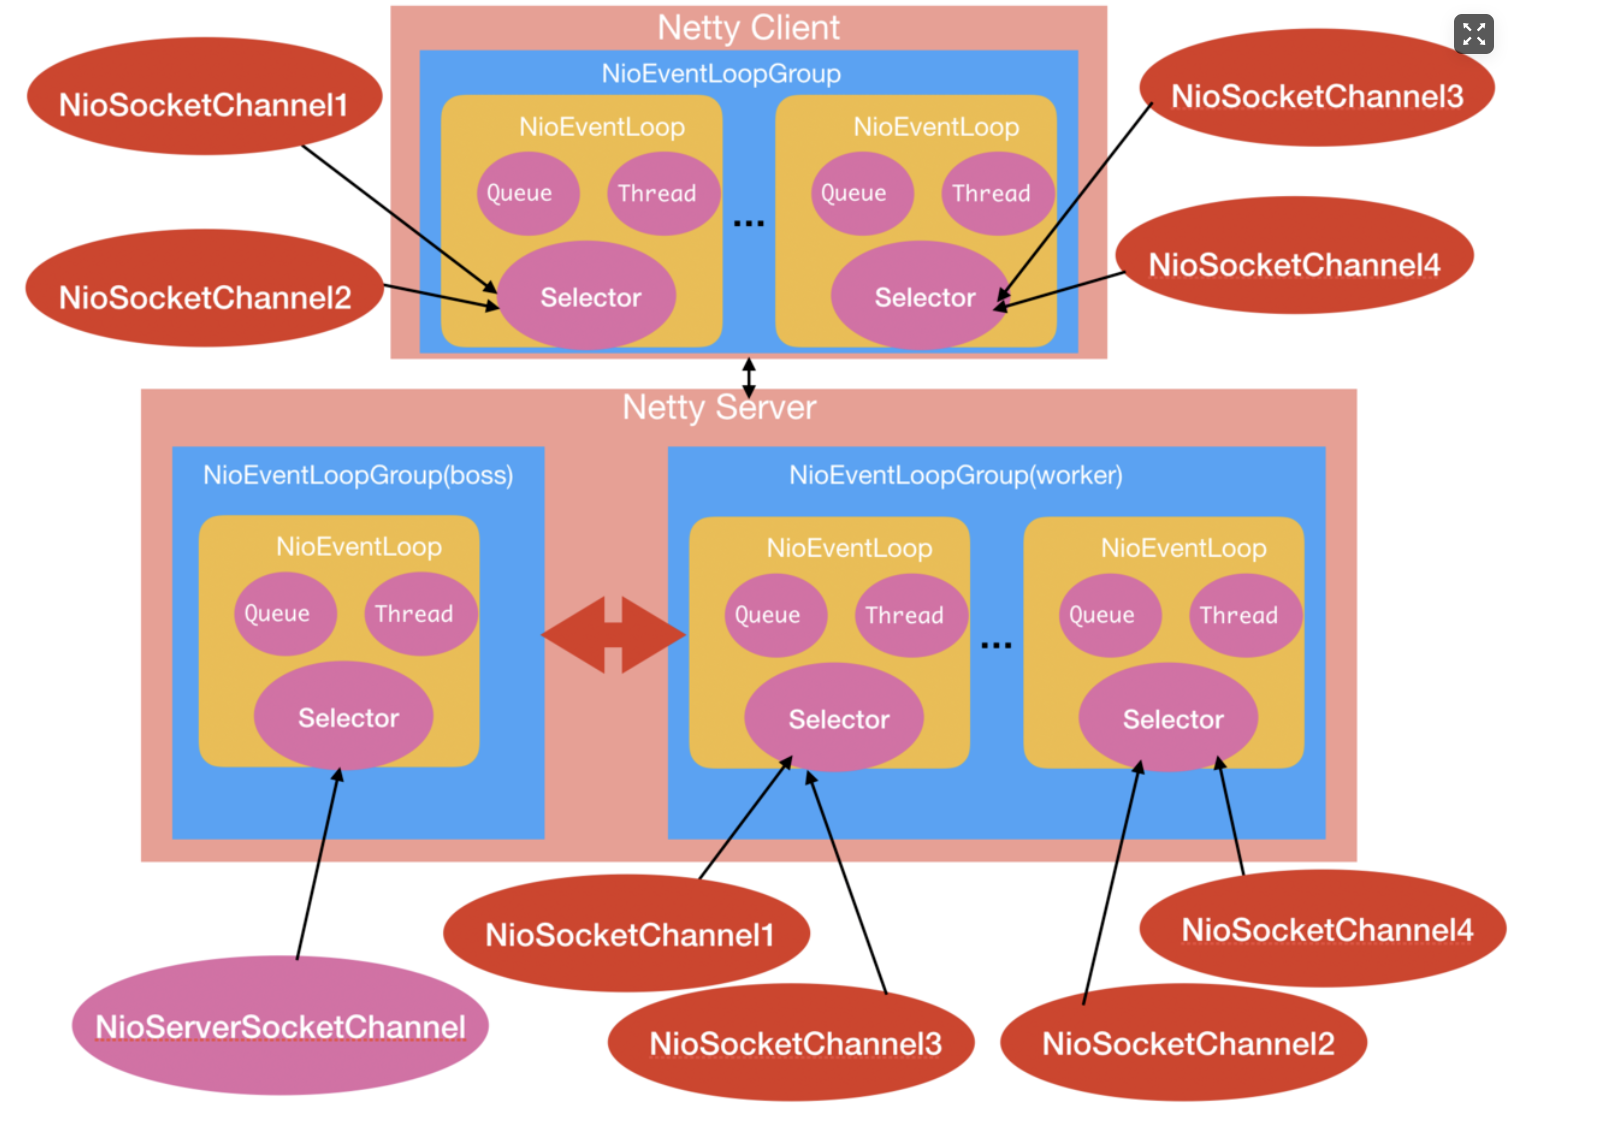 Netty Client
NioEventLoopGroup
NioSocketChannel1
NioSocketChannel3
NioEventLoop
NioEventLoop
Queue
Thread
Queue
Thread
...
NioSocketChannel2
NioSocketChannel4
Selector
Selector
Netty Server
NioEventLoopGroup(boss)
NioEventLoopGroup(worker)
NioEventLoop
NioEventLoop
NioEventLoop
Queue
Thread
Queue
Thread
...
Queue
Thread
Selector
Selector
Selector
NioSocketChannel1
NioSocketChannel4
NioServerSocketChannel
NioSocketChannel3
NioSocketChannel2